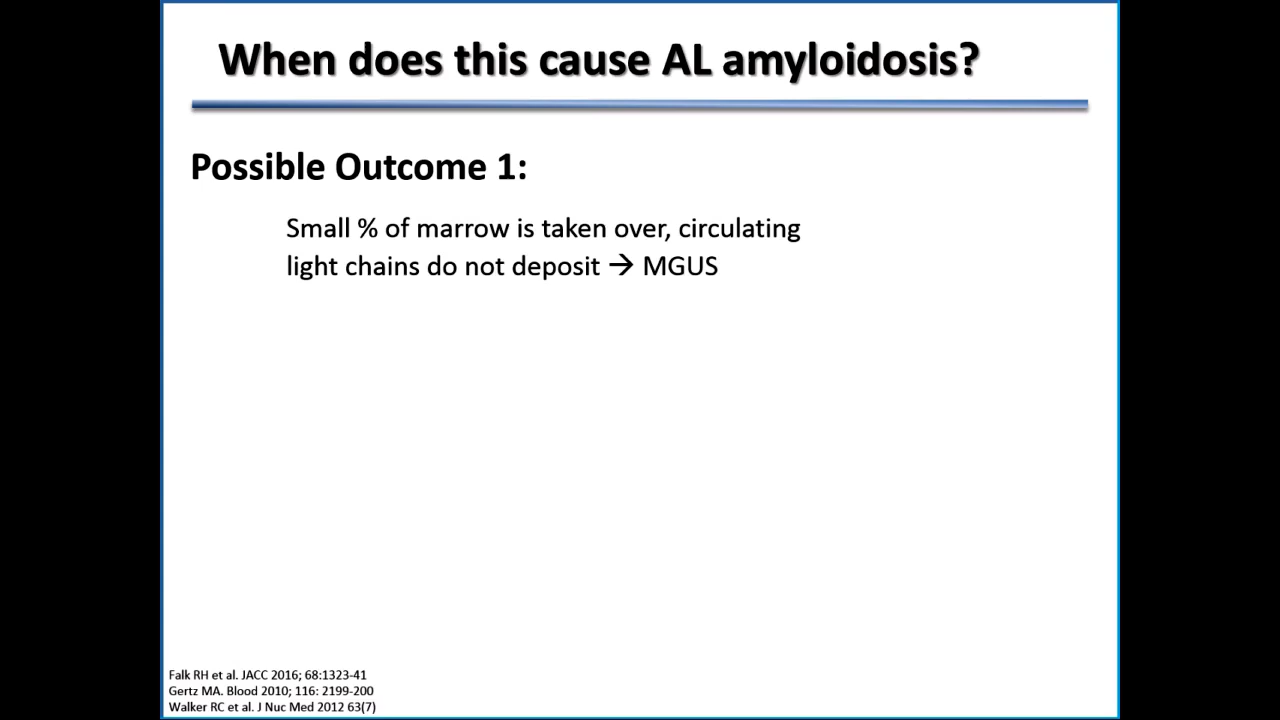 When does this cause AL amyloidosis?
Possible Outcome 1:
Small % of marrow is taken over, circulating
light chains do not deposit → MGUS
Falk RH et al. JACC 2016; 68:1323-41
Gertz MA. Blood 2010; 116: 2199-200
Walker RC et al. J Nuc Med 2012 63(7)